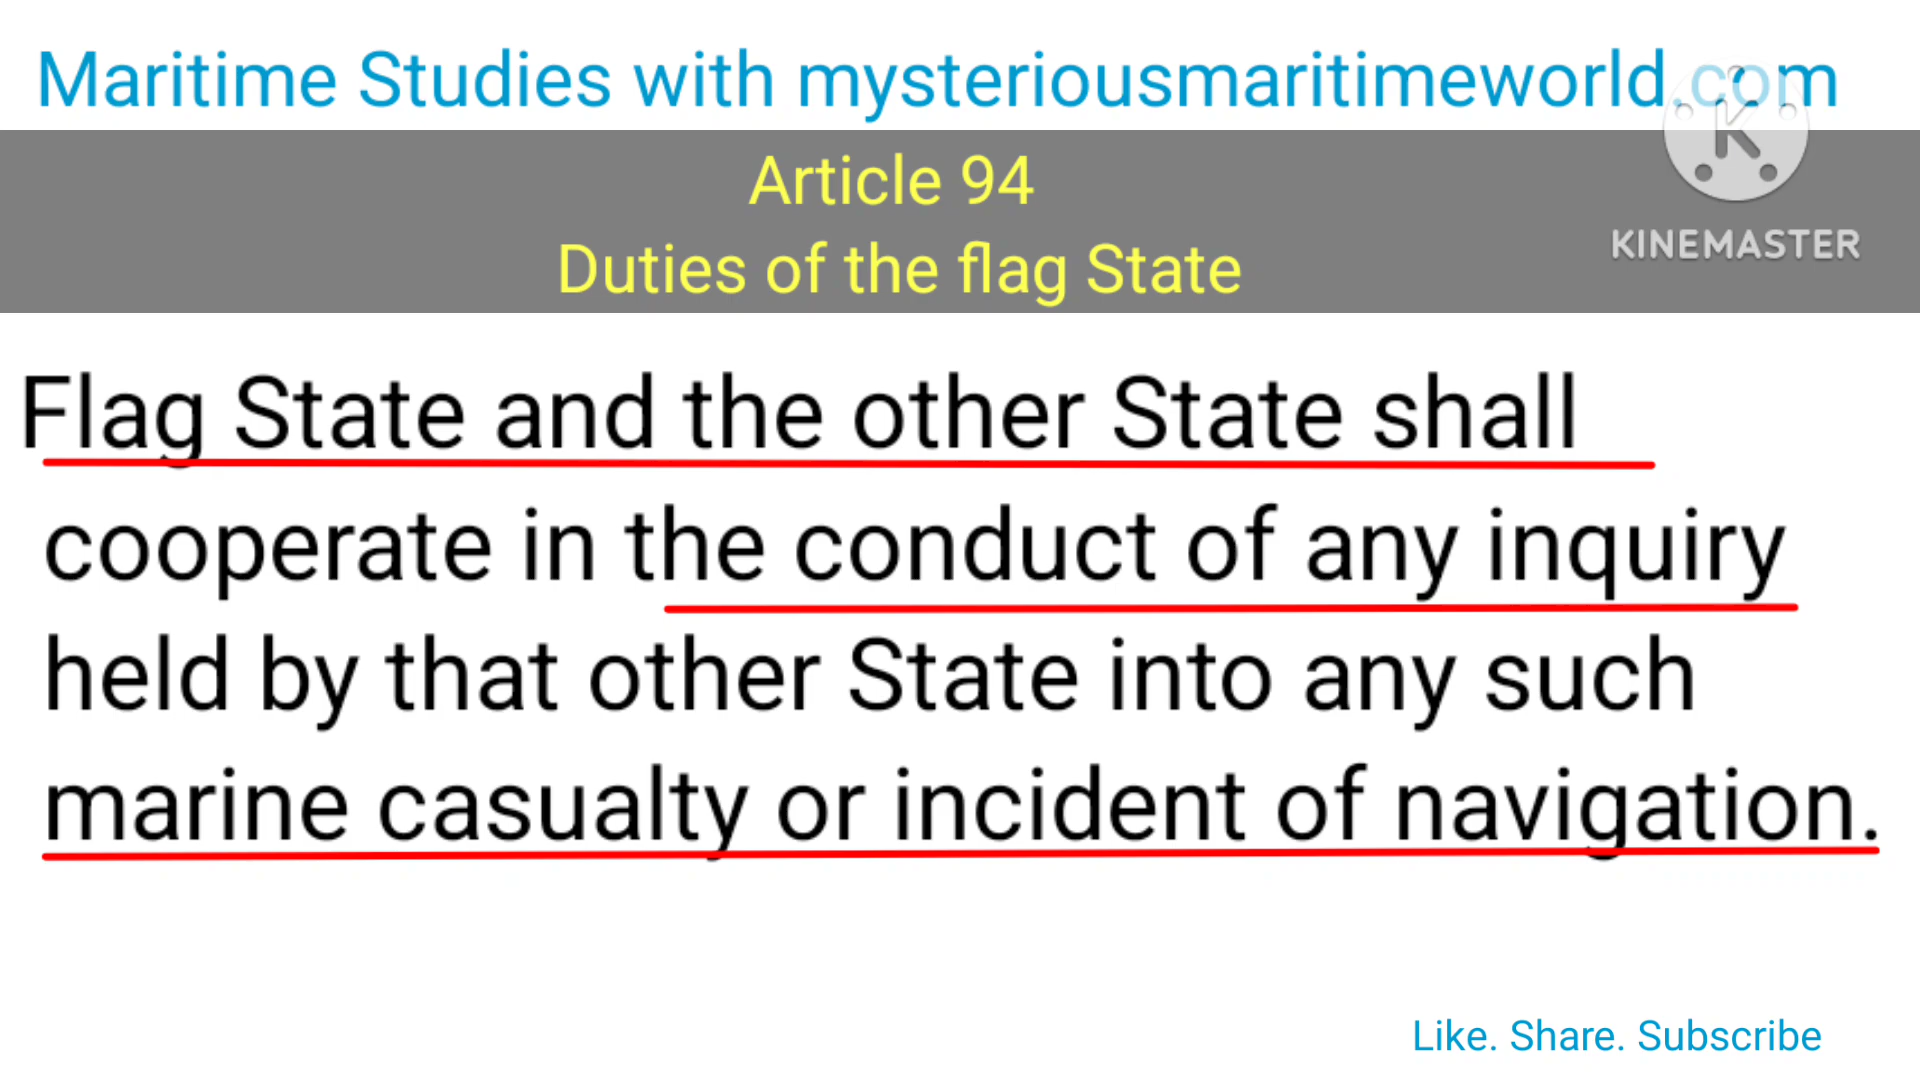 Maritime Studies with mysteriousmaritimeworld.com
Article 94
Duties of the flag State
K
KINEMASTER
Flag State and the other State shall
cooperate in the conduct of any inquiry
held by that other State into any such
marine casualty or incident of navigation.
Like. Share. Subscribe